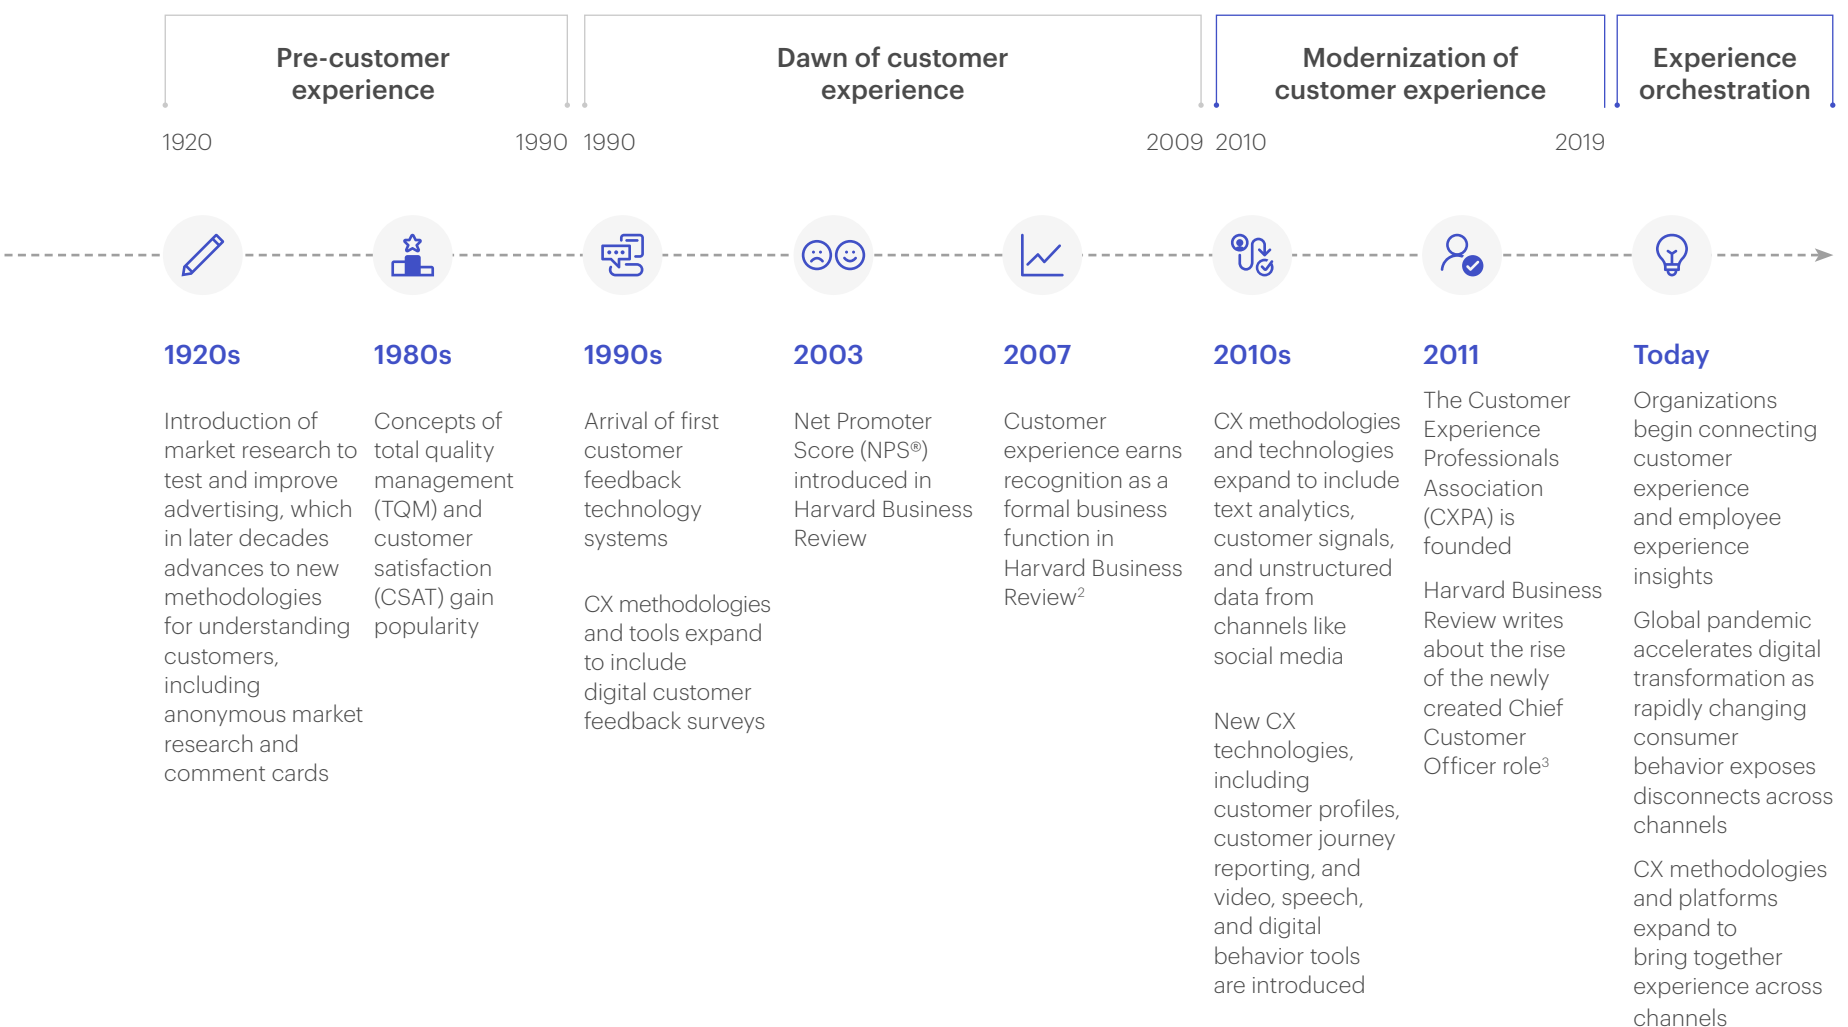 Pre-customer
experience
Dawn of customer
experience
Modernization of
customer experience
Experience
orchestration
1920
1990
1990
2009
2010
2019
1920s
Introduction of
market research to
test and improve
advertising, which
in later decades
advances to new
methodologies
for understanding
customers,
including
anonymous market
research and
comment cards
1980s
Concepts of
total quality
management
(TQM) and
customer
satisfaction
(CSAT) gain
popularity
1990s
Arrival of first
customer
feedback
technology
systems
CX methodologies
and tools expand
to include
digital customer
feedback surveys
2003
Net Promoter
Score (NPS®)
introduced in
Harvard Business
Review
2007
Customer
experience earns
recognition as a
formal business
function in
Harvard Business
Review²
2010s
CX methodologies
and technologies
expand to include
text analytics,
customer signals,
and unstructured
data from
channels like
social media
New CX
technologies,
including
customer profiles,
customer journey
reporting, and
video, speech,
and digital
behavior tools
are introduced
2011
The Customer
Experience
Professionals
Association
(CXPA) is
founded
Harvard Business
Review writes
about the rise
of the newly
created Chief
Customer
Officer role³
Today
Organizations
begin connecting
customer
experience
and employee
experience
insights
Global pandemic
accelerates digital
transformation as
rapidly changing
consumer
behavior exposes
disconnects across
channels
CX methodologies
and platforms
expand to
bring together
experience across
channels